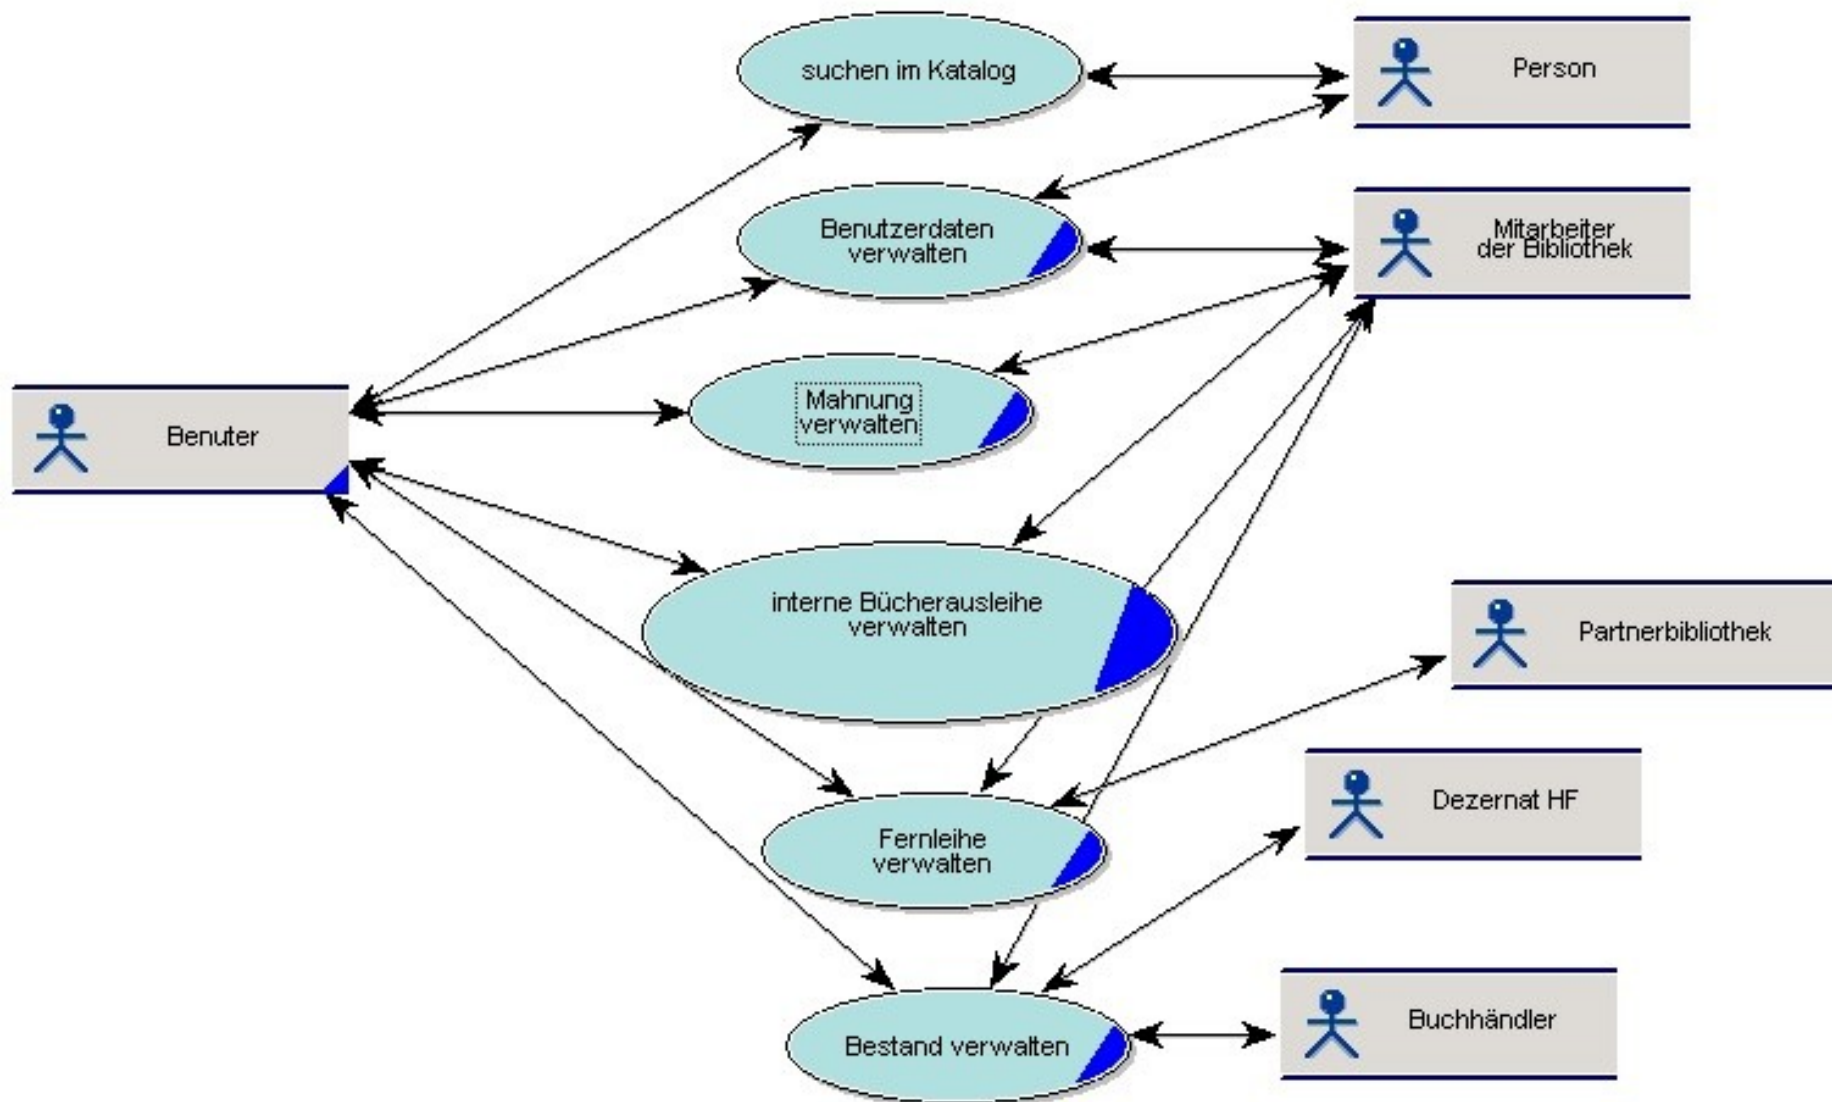 suchen im Katalog
Person
Benutzerdaten
verwalten
Mitarbeiter
der Bibliothek
Mahnung
verwalten
Benuter
interne Bücherausleihe
verwalten
Partnerbibliothek
Dezernat HF
Fernleihe
verwalten
Buchhändler
Bestand verwalten